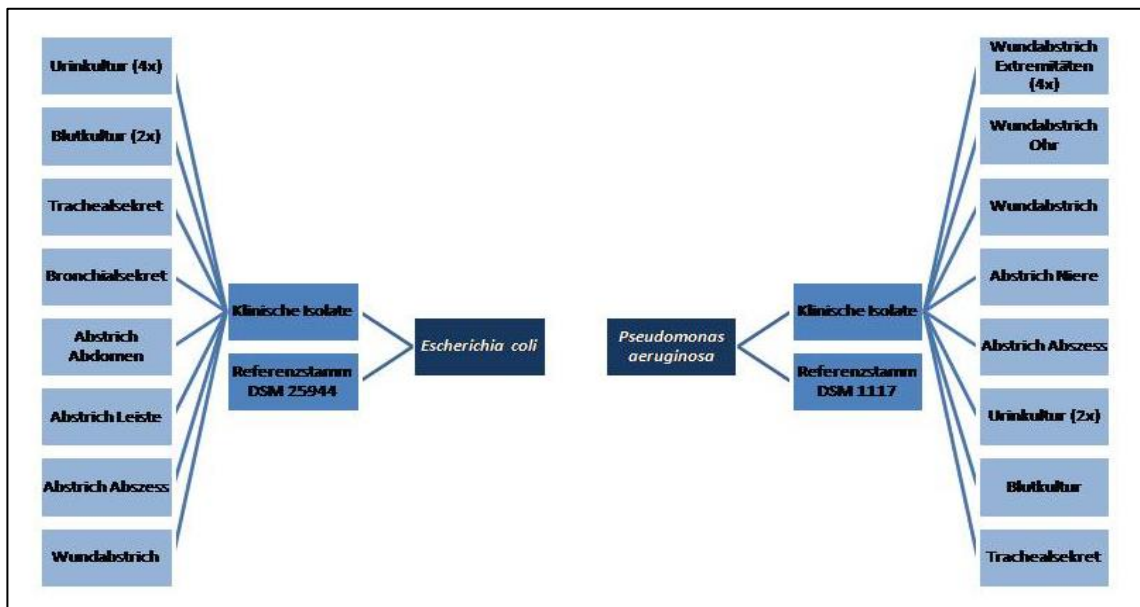 Urinkultur (4x)
Blutkultur (2x)
Trachealsekret
Bronchialsekret
Abstrich
Abdomen
Abstrich Leiste
Abstrich Abszess
Wundabstrich
Klinische Isolate
Referenzstamm
DSM 25944
Escherichia coli
Pseudomonas
aeruginosa
Klinische Isolate
Referenzstamm
DSM 1117
Wundabstrich
Extremitäten
(4x)
Wundabstrich
Ohr
Wundabstrich
Abstrich Niere
Abstrich Abszess
Urinkultur (2x)
Blutkultur
Trachealsekret